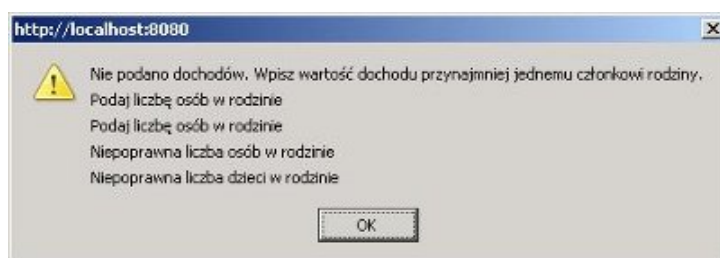 http://localhost:8080
Nie podano dochodów. Wpisz wartość dochodu przynajmniej jednemu członkowi rodziny.
Podaj liczbę osób w rodzinie
Podaj liczbę osób w rodzinie
Niepoprawna liczba osób w rodzinie
Niepoprawna liczba dzieci w rodzinie
OK